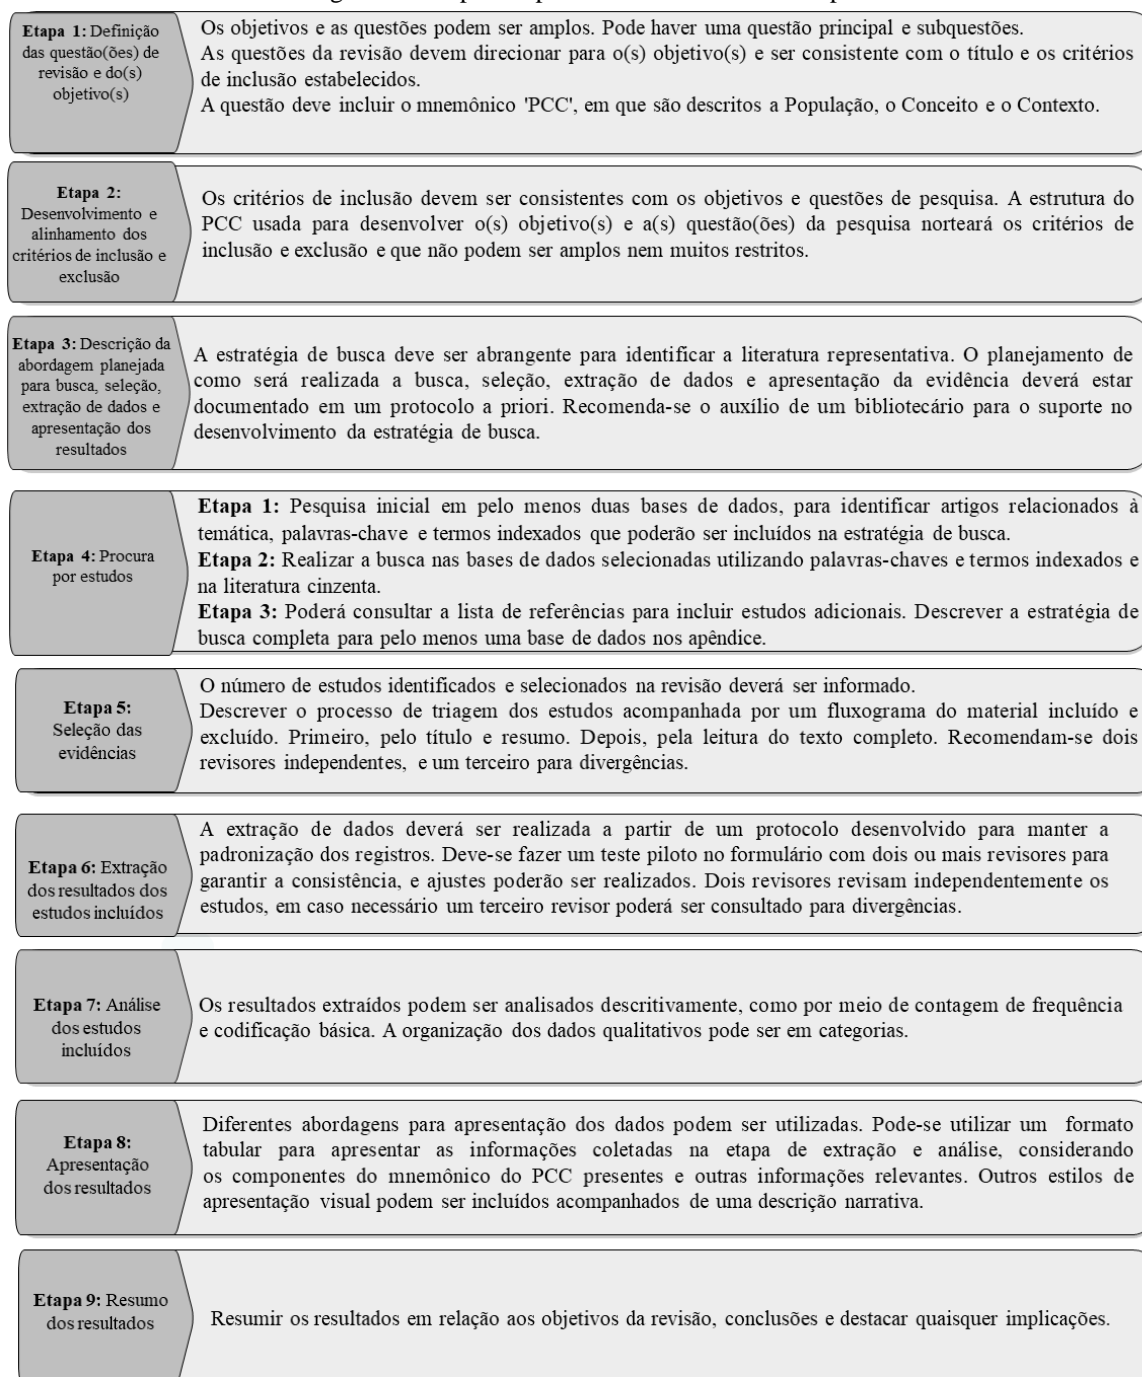 Etapa 1: Definição
das questão(ões) de
revisão e do(s)
objetivo(s)
Os objetivos e as questões podem ser amplos. Pode haver uma questão principal e subquestões.
As questões da revisão devem direcionar para o(s) objetivo(s) e ser consistente com o título e os critérios
de inclusão estabelecidos.
A questão deve incluir o mnemônico 'PCC', em que são descritos a População, o Conceito e o Contexto.
Etapa 2:
Desenvolvimento e
alinhamento dos
critérios de inclusão e
exclusão
Os critérios de inclusão devem ser consistentes com os objetivos e questões de pesquisa. A estrutura do
PCC usada para desenvolver o(s) objetivo(s) e a(s) questão(ões) da pesquisa norteará os critérios de
inclusão e exclusão e que não podem ser amplos nem muitos restritos.
Etapa 3: Descrição da
abordagem planejada
para busca, seleção,
extração de dados e
apresentação dos
resultados
A estratégia de busca deve ser abrangente para identificar a literatura representativa. O planejamento de
como será realizada a busca, seleção, extração de dados e apresentação da evidência deverá estar
documentado em um protocolo a priori. Recomenda-se o auxílio de um bibliotecário para o suporte no
desenvolvimento da estratégia de busca.
Etapa 4: Procura
por estudos
Etapa 1: Pesquisa inicial em pelo menos duas bases de dados, para identificar artigos relacionados à
temática, palavras-chave e termos indexados que poderão ser incluídos na estratégia de busca.
Etapa 2: Realizar a busca nas bases de dados selecionadas utilizando palavras-chaves e termos indexados e
na literatura cinzenta.
Etapa 3: Poderá consultar a lista de referências para incluir estudos adicionais. Descrever a estratégia de
busca completa para pelo menos uma base de dados nos apêndice.
Etapa 5:
Seleção das
evidências
O número de estudos identificados e selecionados na revisão deverá ser informado.
Descrever o processo de triagem dos estudos acompanhada por um fluxograma do material incluído e
excluído. Primeiro, pelo título e resumo. Depois, pela leitura do texto completo. Recomendam-se dois
revisores independentes, e um terceiro para divergências.
Etapa 6: Extração
dos resultados dos
estudos incluídos
A extração de dados deverá ser realizada a partir de um protocolo desenvolvido para manter a
padronização dos registros. Deve-se fazer um teste piloto no formulário com dois ou mais revisores para
garantir a consistência, e ajustes poderão ser realizados. Dois revisores revisam independentemente os
estudos, em caso necessário um terceiro revisor poderá ser consultado para divergências.
Etapa 7: Análise
dos estudos
incluídos
Os resultados extraídos podem ser analisados descritivamente, como por meio de contagem de frequência
e codificação básica. A organização dos dados qualitativos pode ser em categorias.
Etapa 8:
Apresentação
dos resultados
Diferentes abordagens para apresentação dos dados podem ser utilizadas. Pode-se utilizar um formato
tabular para apresentar as informações coletadas na etapa de extração e análise, considerando
os componentes do mnemônico do PCC presentes e outras informações relevantes. Outros estilos de
apresentação visual podem ser incluídos acompanhados de uma descrição narrativa.
Etapa 9: Resumo
dos resultados
Resumir os resultados em relação aos objetivos da revisão, conclusões e destacar quaisquer implicações.